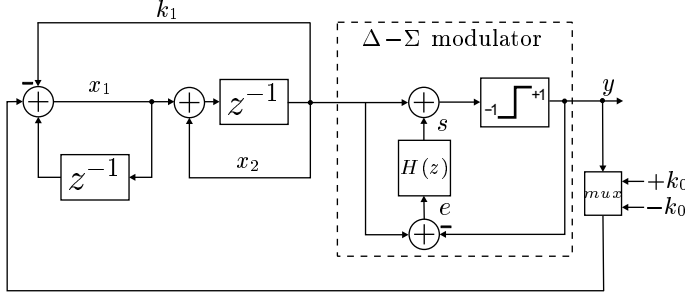 k₁
Δ−Σ modulator
−
x₁
+
+
z⁻¹
+
−1
+1
y
s
z⁻¹
x₂
H(z)
mux
+k₀
−k₀
e
+
−